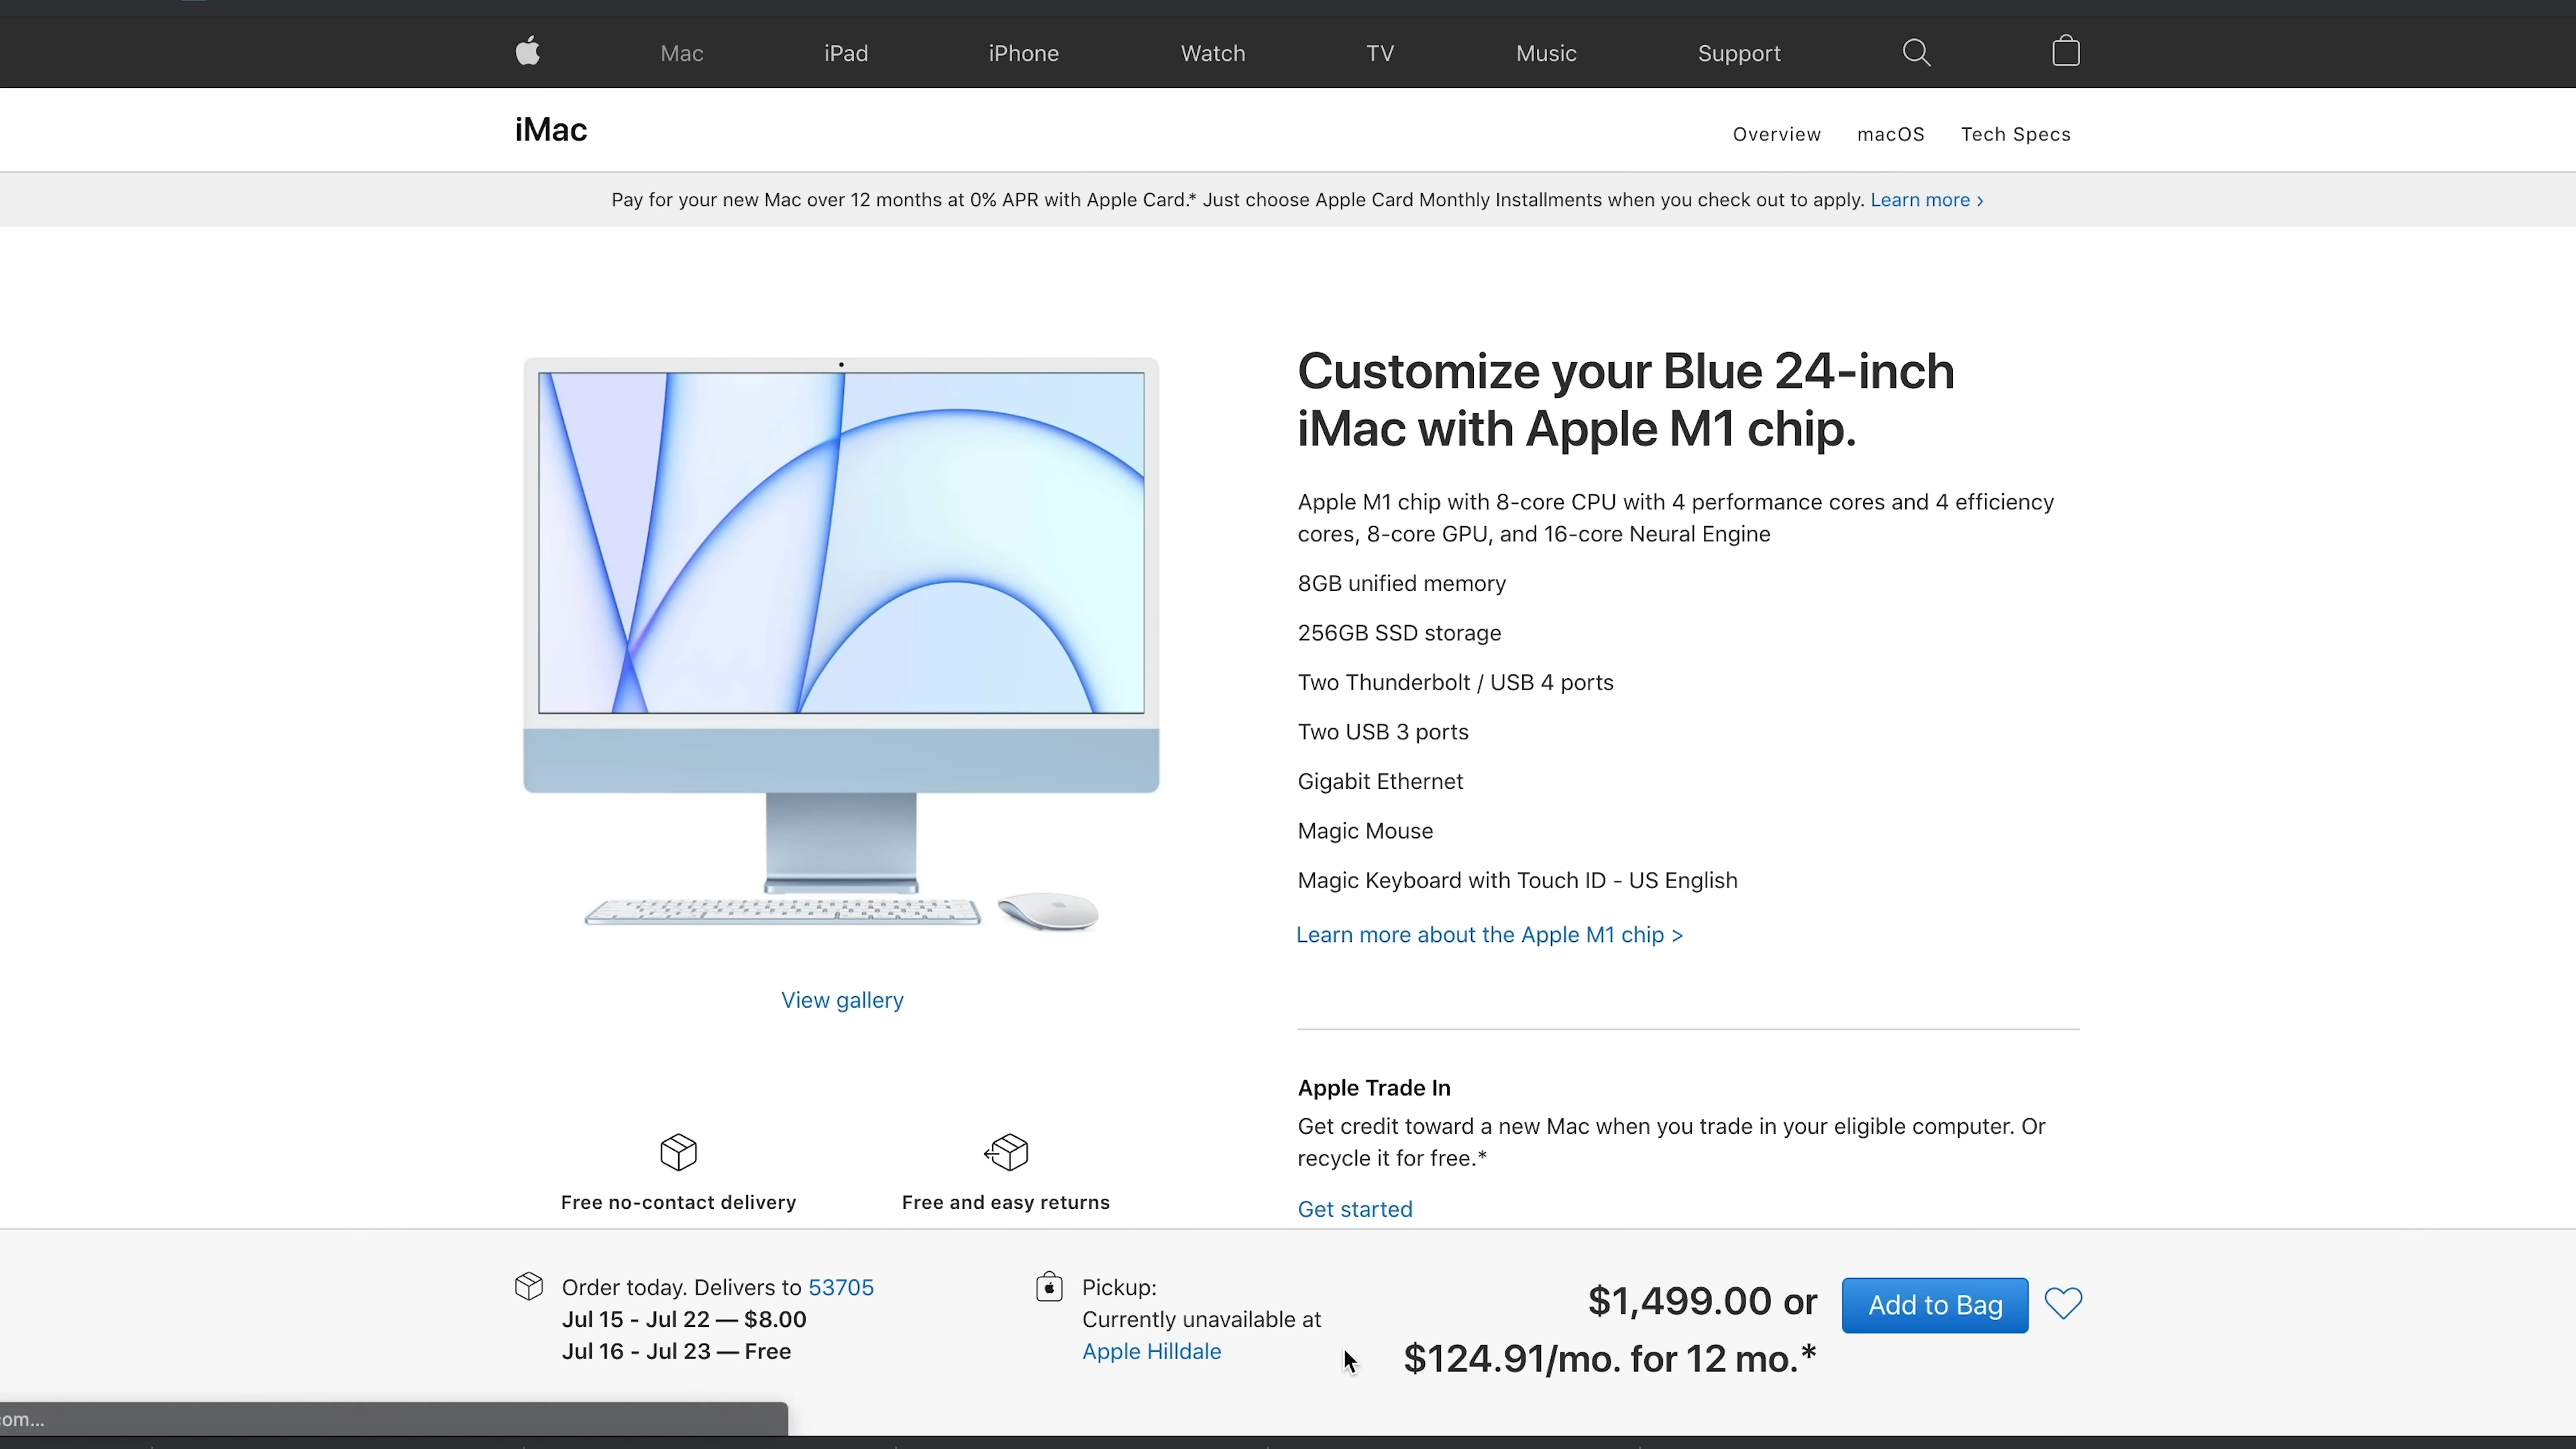 Mac
iPad
iPhone
Watch
TV
Music
Support
iMac
Overview
macOS
Tech Specs
Pay for your new Mac over 12 months at 0% APR with Apple Card.* Just choose Apple Card Monthly Installments when you check out to apply. Learn more >
Customize your Blue 24-inch
iMac with Apple M1 chip.
Apple M1 chip with 8-core CPU with 4 performance cores and 4 efficiency
cores, 8-core GPU, and 16-core Neural Engine
8GB unified memory
256GB SSD storage
Two Thunderbolt / USB 4 ports
Two USB 3 ports
Gigabit Ethernet
Magic Mouse
Magic Keyboard with Touch ID - US English
Learn more about the Apple M1 chip >
View gallery
Apple Trade In
Get credit toward a new Mac when you trade in your eligible computer. Or
recycle it for free.*
Get started
Free no-contact delivery
Free and easy returns
Order today. Delivers to 53705
Jul 15 - Jul 22 — $8.00
Jul 16 - Jul 23 — Free
Pickup:
Currently unavailable at
Apple Hilldale
$1,499.00 or
$124.91/mo. for 12 mo.*
Add to Bag
om...